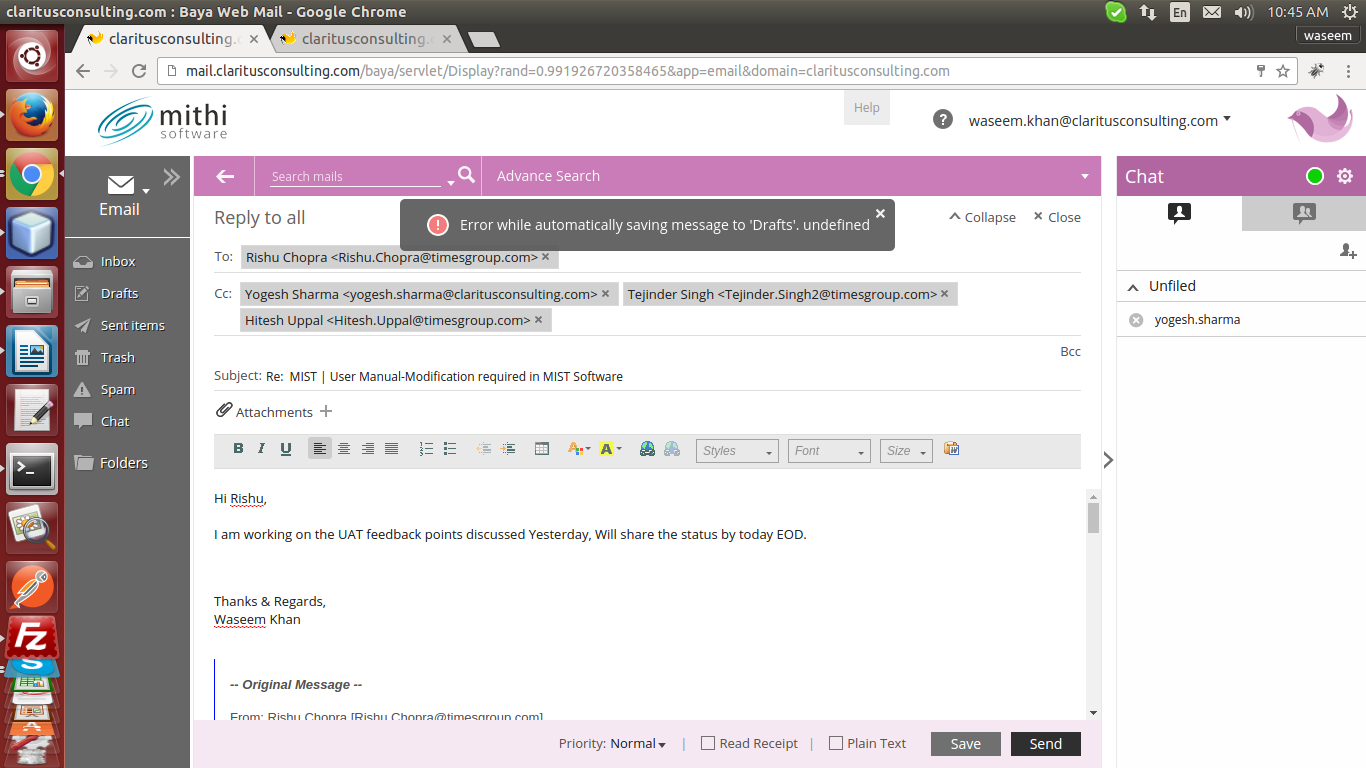 claritusconsulting.com : Baya Web Mail - Google Chrome
En
10:45 AM
waseem
claritusconsulting.
claritusconsulting.
mail.claritusconsulting.com/baya/servlet/Display?rand=0.991926720358465&app=email&domain=claritusconsulting.com
mithi
software
Help
? waseem.khan@claritusconsulting.com
Email
Search mails
Advance Search
Chat
Reply to all
! Error while automatically saving message to 'Drafts'. undefined
Collapse
Close
To: Rishu Chopra <Rishu.Chopra@timesgroup.com>
Inbox
Drafts
Sent items
Trash
Spam
Chat
Folders
Cc: Yogesh Sharma <yogesh.sharma@claritusconsulting.com> Tejinder Singh <Tejinder.Singh2@timesgroup.com>
Hitesh Uppal <Hitesh.Uppal@timesgroup.com>
Unfiled
yogesh.sharma
Bcc
Subject: Re: MIST | User Manual-Modification required in MIST Software
Attachments
B I U
A A
Styles Font Size
Hi Rishu,
I am working on the UAT feedback points discussed Yesterday, Will share the status by today EOD.
Thanks & Regards,
Waseem Khan
-- Original Message --
From: Rishu Chopra [Rishu.Chopra@timesgroup.com]
Priority: Normal | Read Receipt | Plain Text Save Send
Fz
S